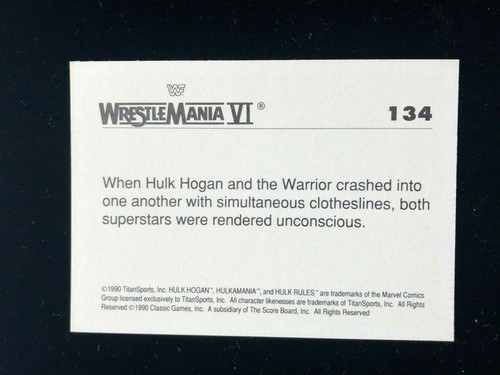 WWF
WRESTLEMANIA VI®
134
When Hulk Hogan and the Warrior crashed into
one another with simultaneous clotheslines, both
superstars were rendered unconscious.
©1990 TitanSports, Inc. HULK HOGAN™, HULKAMANIA™, and HULK RULES™ are trademarks of the Marvel Comics
Group licensed exclusively to TitanSports, Inc. All character likenesses are trademarks of TitanSports, Inc. All Rights
Reserved ©1990 Classic Games, Inc. A subsidiary of The Score Board, Inc. All Rights Reserved